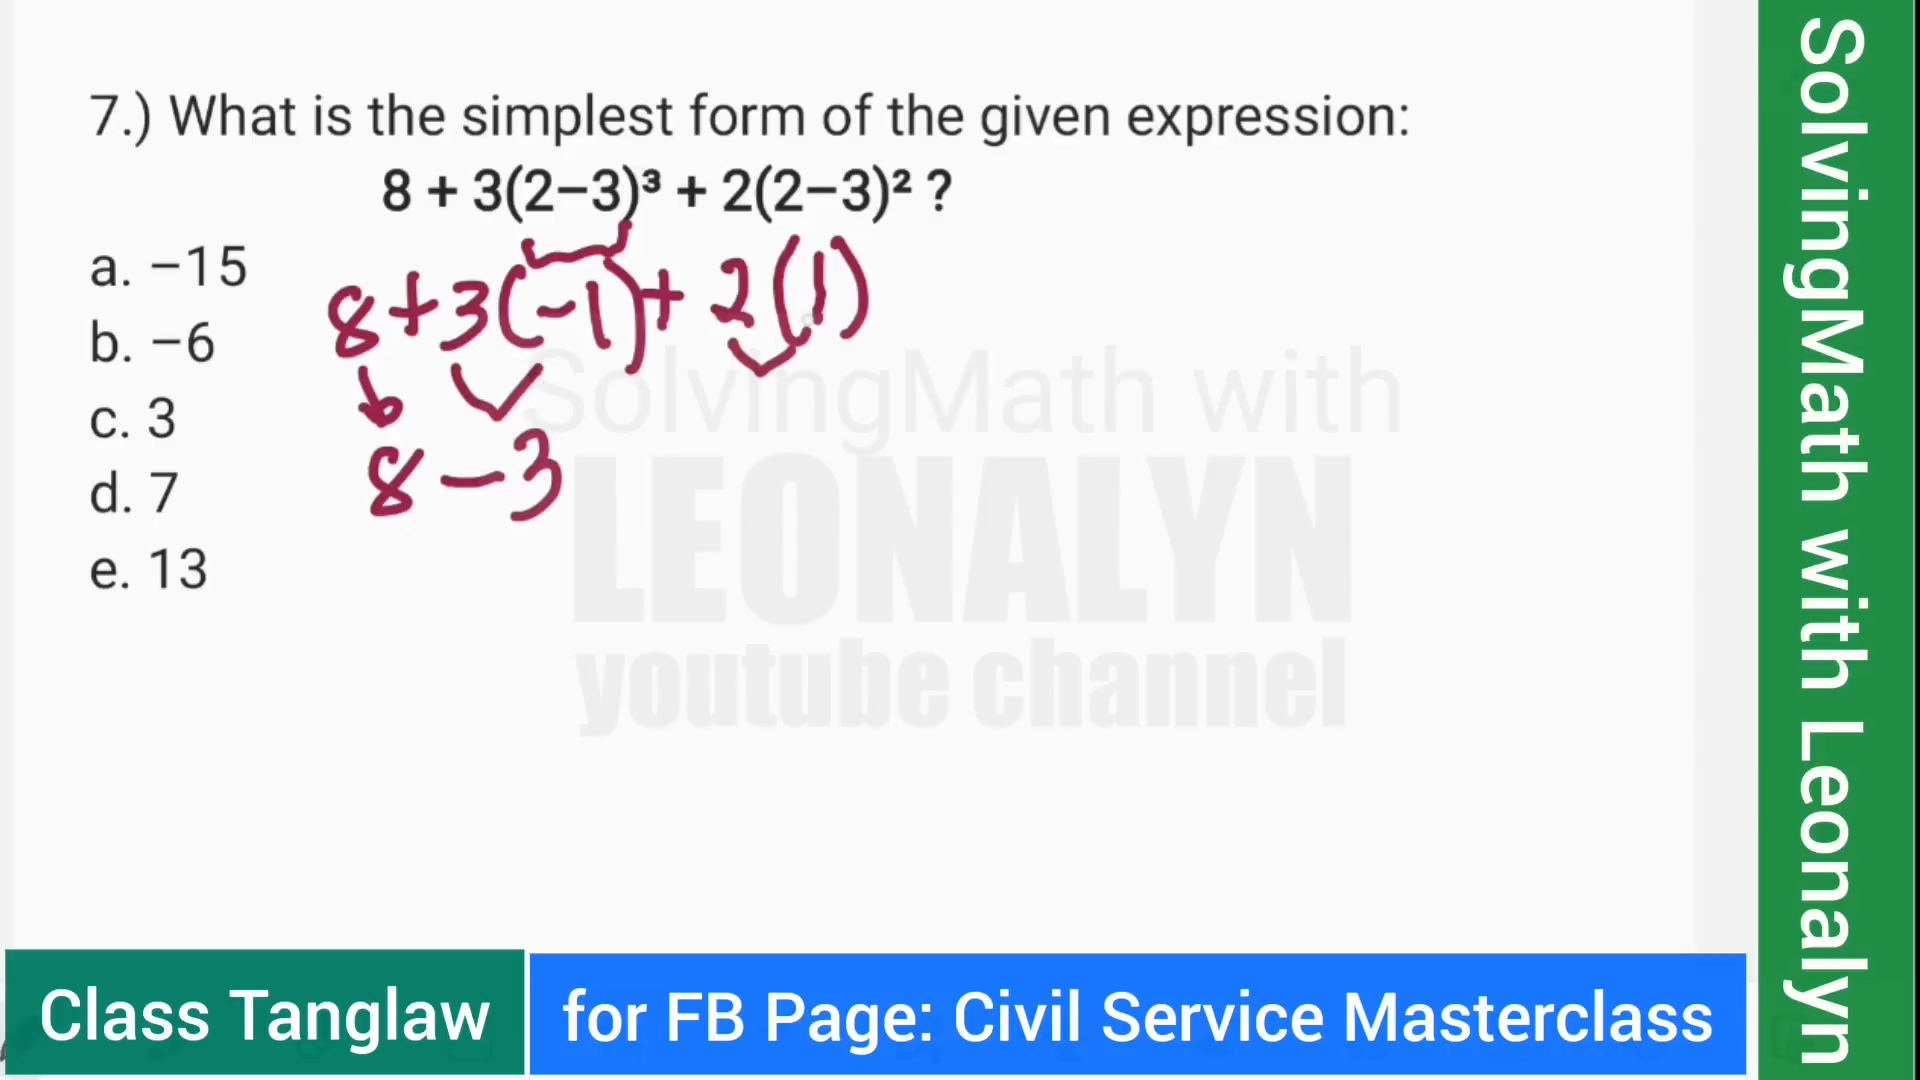 7.) What is the simplest form of the given expression:
8 + 3(2−3)³ + 2(2−3)² ?
a. −15
b. −6
c. 3
d. 7
e. 13
8+3(-1)+2(1)
8-3
SolvingMath with
LEONALYN
youtube channel
Class Tanglaw
for FB Page: Civil Service Masterclass
SolvingMath with Leonalyn